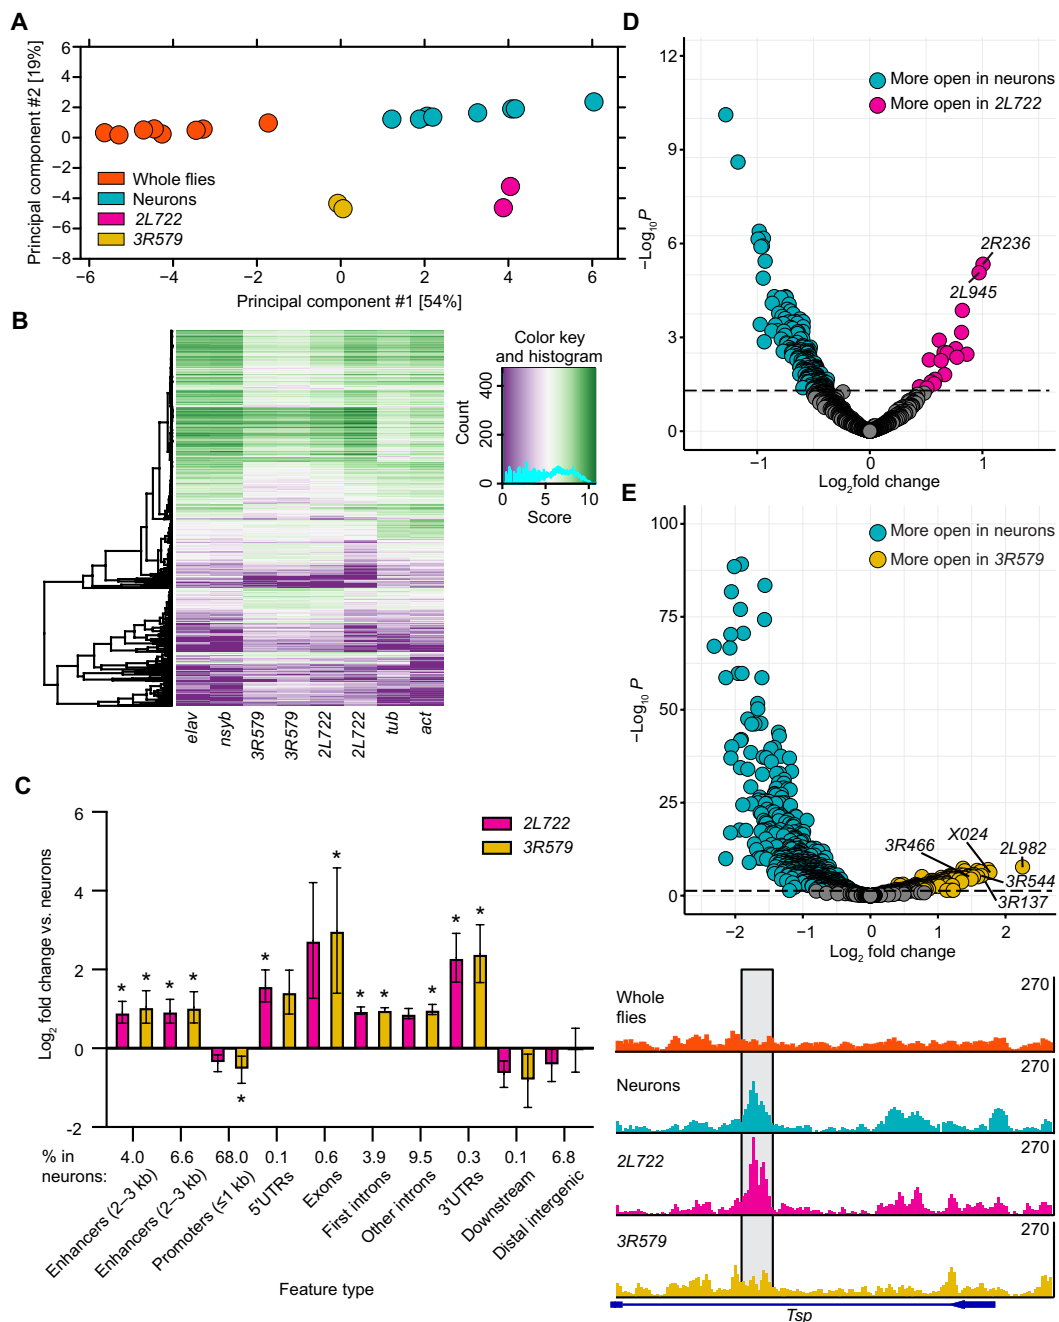 A
Principal component #2 [19%]
6
4
2
0
−2
−4
−6
−8
Whole flies
Neurons
2L722
3R579
−6
−4
−2
0
2
4
6
Principal component #1 [54%]
B
Color key
and histogram
Count
400
200
0
0
5
10
Score
elav
nsyb
3R579
3R579
2L722
2L722
tub
act
C
Log2 fold change vs. neurons
6
4
2
0
-2
2L722
3R579
*
*
*
*
*
*
*
*
*
*
*
*
% in
neurons:
4.0
6.6
68.0
0.1
0.6
3.9
9.5
0.3
0.1
6.8
Enhancers (2–3 kb)
Enhancers (2–3 kb)
Promoters (≤1 kb)
5'UTRs
Exons
First introns
Other introns
3'UTRs
Downstream
Distal intergenic
Feature type
D
−Log10P
12
9
6
3
0
More open in neurons
More open in 2L722
2R236
2L945
−1
0
1
Log2fold change
E
−Log10 P
100
75
50
25
0
More open in neurons
More open in 3R579
3R466
X024
2L982
3R544
3R137
−2
−1
0
1
2
Log2 fold change
Whole
flies
270
Neurons
270
2L722
270
3R579
270
Tsp